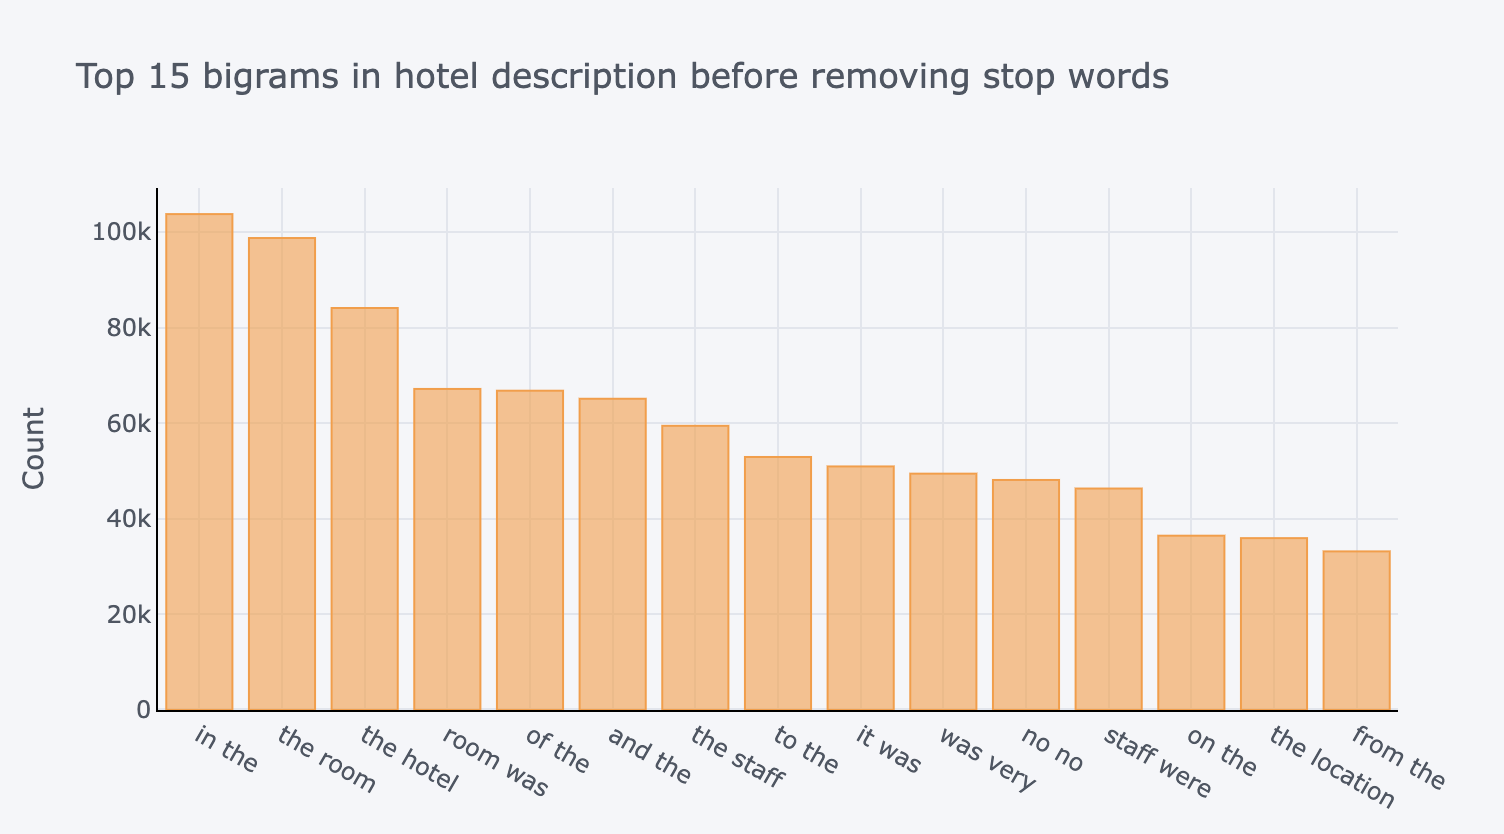 Top 15 bigrams in hotel description before removing stop words
Count
100k
80k
60k
40k
20k
0
in the
the room
the hotel
room was
of the
and the
the staff
to the
it was
was very
no no
staff were
on the
the location
from the